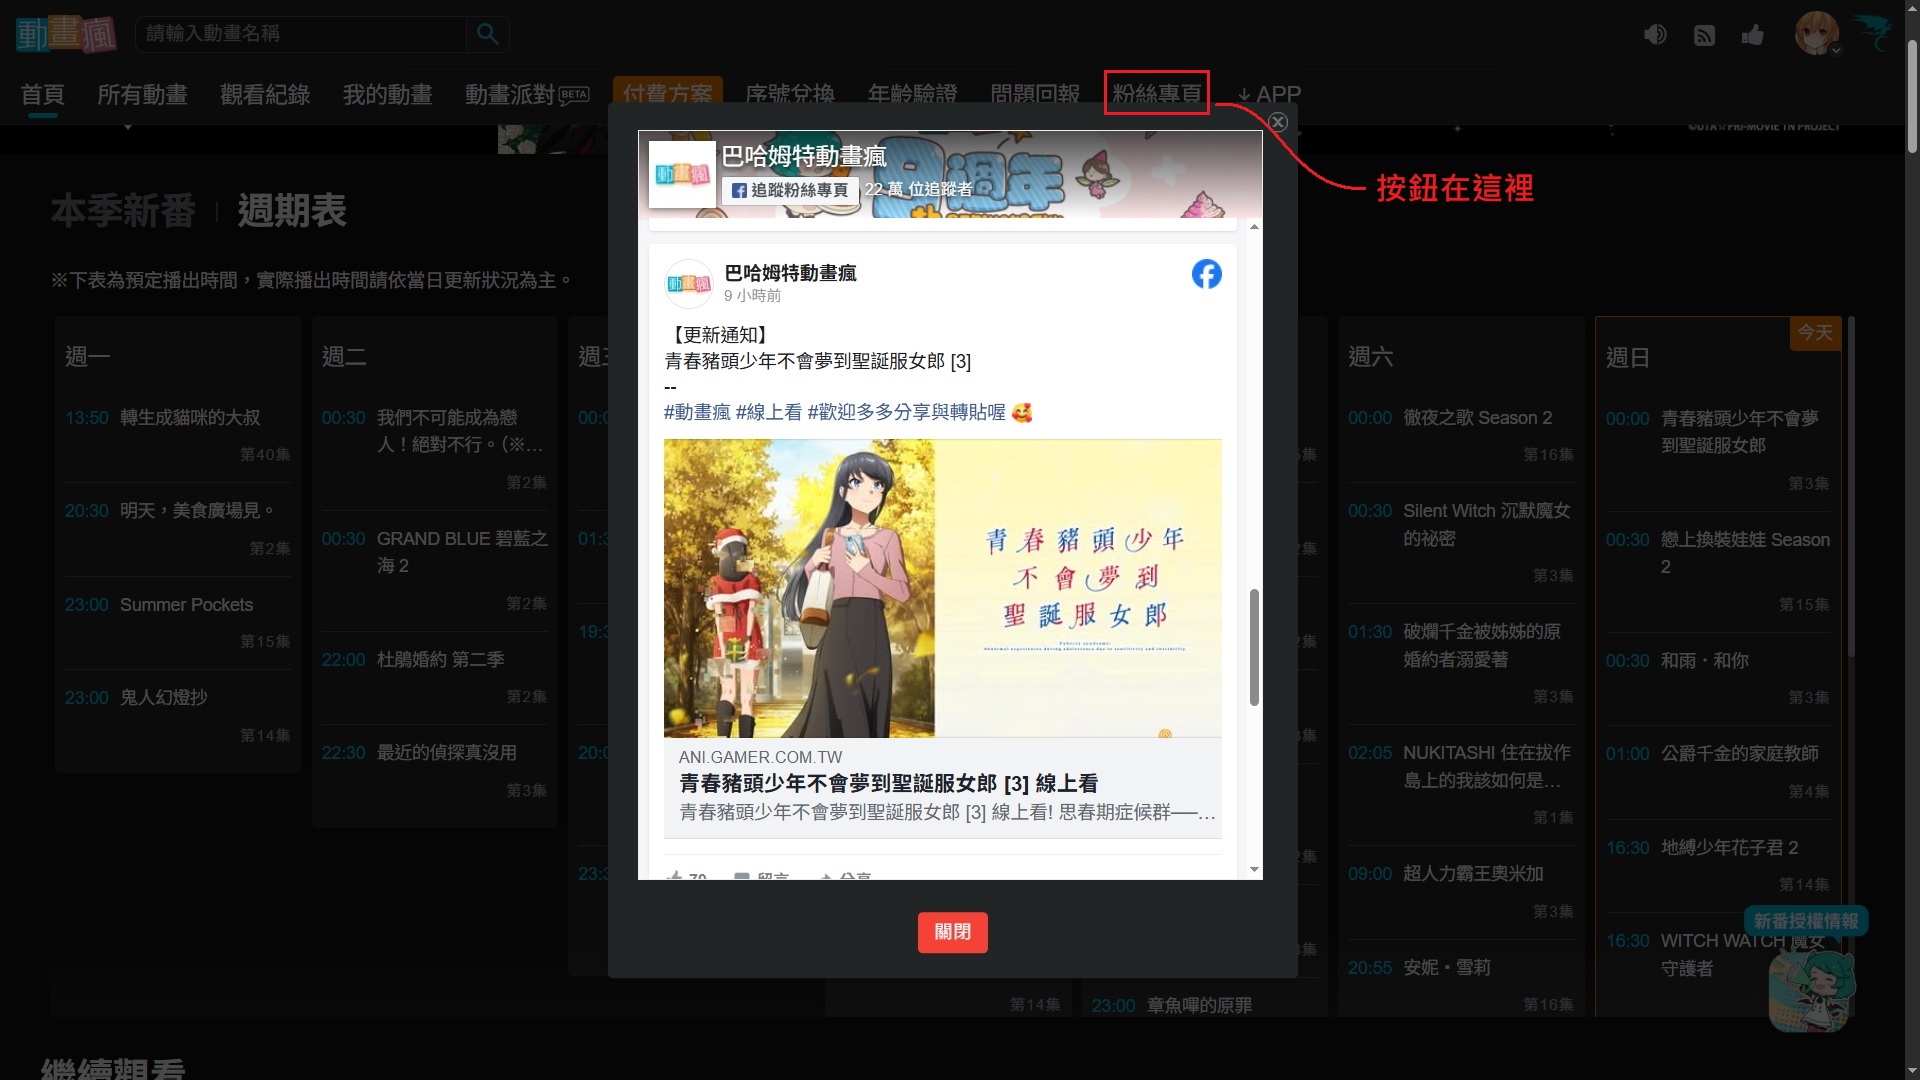 動畫瘋
請輸入動畫名稱
首頁
所有動畫
觀看紀錄
我的動畫
動畫派對 BETA
付費方案
序號兌換
年齡驗證
問題回報
粉絲專頁
↓ APP
©UTA☆PRI-MOVIE ITN PROJECT
按鈕在這裡
本季新番 | 週期表
※下表為預定播出時間，實際播出時間請依當日更新狀況為主。
週一
13:50 轉生成貓咪的大叔
第40集
20:30 明天，美食廣場見。
第2集
23:00 Summer Pockets
第15集
23:00 鬼人幻燈抄
第14集
週二
00:30 我們不可能成為戀
人！絕對不行。（※…
第2集
00:30 GRAND BLUE 碧藍之
海 2
第2集
22:00 杜鵑婚約 第二季
第2集
22:30 最近的偵探真沒用
第3集
動畫瘋
巴哈姆特動畫瘋
追蹤粉絲專頁
22 萬 位追蹤者
週年
動畫瘋
巴哈姆特動畫瘋
9 小時前
【更新通知】
青春豬頭少年不會夢到聖誕服女郎 [3]
--
#動畫瘋 #線上看 #歡迎多多分享與轉貼喔 🥰
青春豬頭少年
不會夢到
聖誕服女郎
ANI.GAMER.COM.TW
青春豬頭少年不會夢到聖誕服女郎 [3] 線上看
青春豬頭少年不會夢到聖誕服女郎 [3] 線上看! 思春期症候群──…
70
留言
分享
關閉
第14集
23:00 章魚嗶的原罪
週六
00:00 徹夜之歌 Season 2
第16集
00:30 Silent Witch 沉默魔女
的祕密
第3集
01:30 破爛千金被姊姊的原
婚約者溺愛著
第3集
02:05 NUKITASHI 住在拔作
島上的我該如何是…
第1集
09:00 超人力霸王奧米加
第3集
20:55 安妮・雪莉
第16集
今天
週日
00:00 青春豬頭少年不會夢
到聖誕服女郎
第3集
00:30 戀上換裝娃娃 Season
2
第15集
00:30 和雨・和你
第3集
01:00 公爵千金的家庭教師
第4集
16:30 地縛少年花子君 2
第14集
16:30 WITCH WATCH 魔女
守護者
新番授權情報
繼續觀看